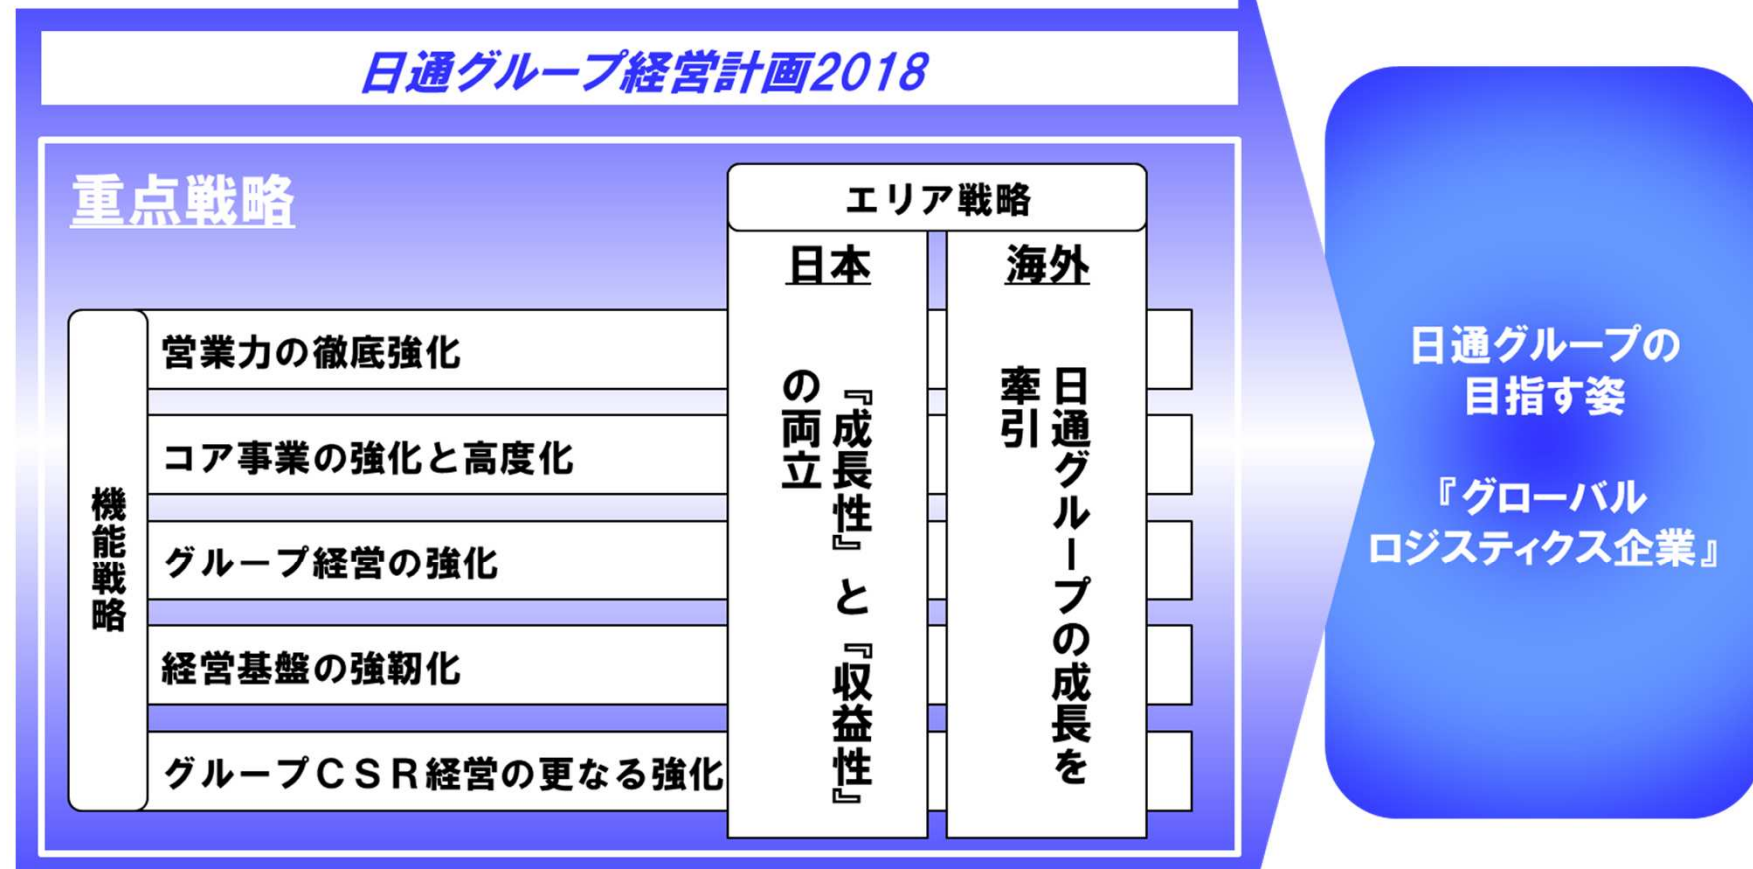 日通グループ経営計画2018
重点戦略
エリア戦略
日本
『成長性』と『収益性』
の両立
海外
日通グループの成長を
牽引
機能戦略
営業力の徹底強化
コア事業の強化と高度化
グループ経営の強化
経営基盤の強靭化
グループCSR経営の更なる強化
日通グループの
目指す姿
『グローバル
ロジスティクス企業』